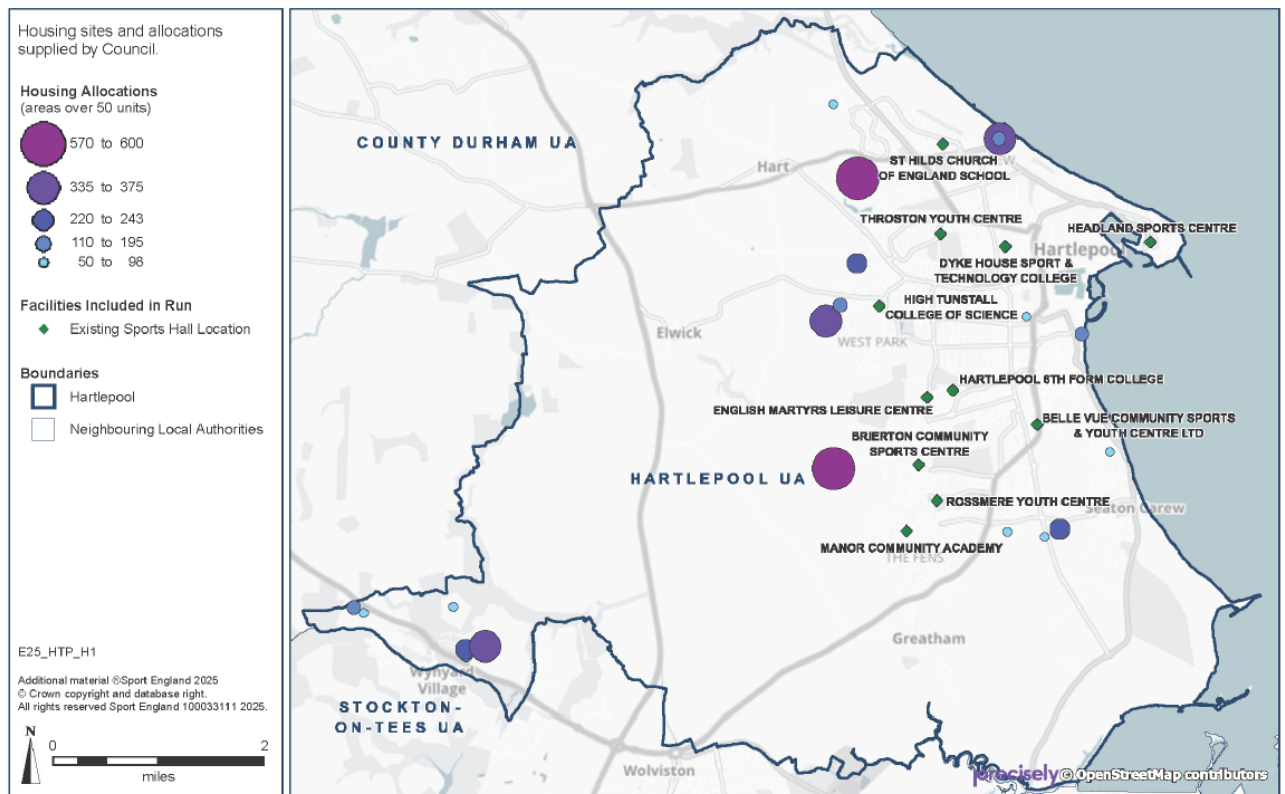 Housing sites and allocations
supplied by Council.
Housing Allocations
(areas over 50 units)
570 to 600
335 to 375
220 to 243
110 to 195
50 to 98
Facilities Included in Run
Existing Sports Hall Location
Boundaries
Hartlepool
Neighbouring Local Authorities
E25_HTP_H1
Additional material ®Sport England 2025
© Crown copyright and database right.
All rights reserved Sport England 100033111 2025.
N
0 2
miles
COUNTY DURHAM UA
Hart
ST HILDS CHURCH
OF ENGLAND SCHOOL
THROSTON YOUTH CENTRE
HEADLAND SPORTS CENTRE
Hartlepool
DYKE HOUSE SPORT &
TECHNOLOGY COLLEGE
HIGH TUNSTALL
COLLEGE OF SCIENCE
Elwick
WEST PARK
HARTLEPOOL 6TH FORM COLLEGE
ENGLISH MARTYRS LEISURE CENTRE
BELLE VUE COMMUNITY SPORTS
& YOUTH CENTRE LTD
BRIERTON COMMUNITY
SPORTS CENTRE
HARTLEPOOL UA
ROSSMERE YOUTH CENTRE
Seaton Carew
MANOR COMMUNITY ACADEMY
THE FENS
Greatham
Wynyard
Village
STOCKTON-
ON-TEES UA
Wolviston
precisely © OpenStreetMap contributors